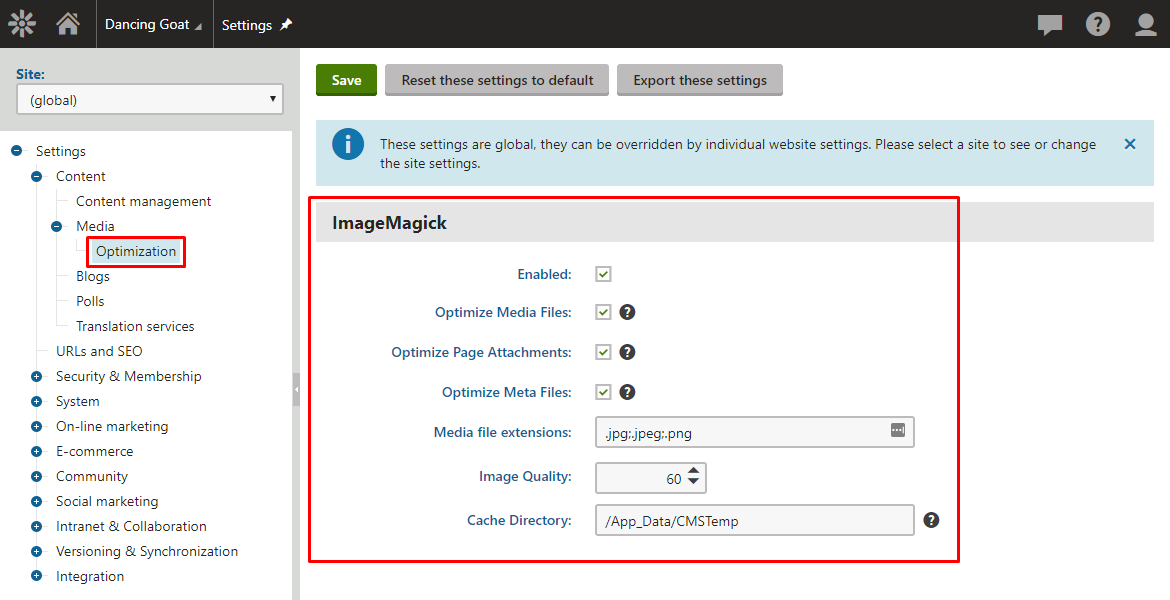 Dancing Goat
Settings
Site:
(global)
Settings
Content
Content management
Media
Optimization
Blogs
Polls
Translation services
URLs and SEO
Security & Membership
System
On-line marketing
E-commerce
Community
Social marketing
Intranet & Collaboration
Versioning & Synchronization
Integration
Save
Reset these settings to default
Export these settings
These settings are global, they can be overridden by individual website settings. Please select a site to see or change
the site settings.
ImageMagick
Enabled:
Optimize Media Files:
Optimize Page Attachments:
Optimize Meta Files:
Media file extensions: .jpg;.jpeg;.png
Image Quality: 60
Cache Directory: /App_Data/CMSTemp